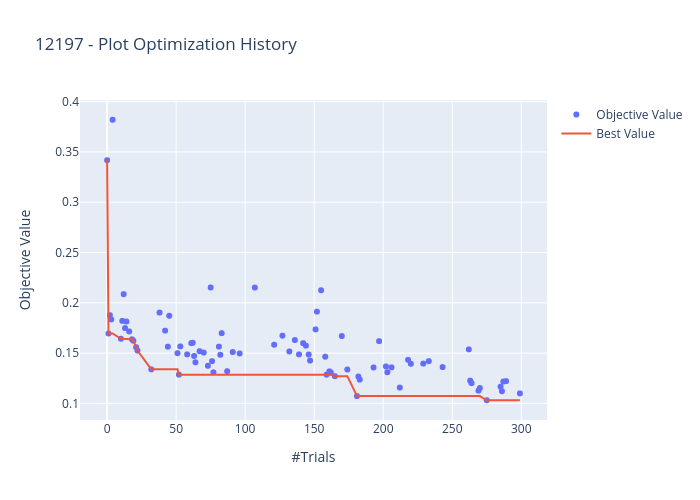 12197 - Plot Optimization History
Objective Value
Best Value
0.4
0.35
0.3
0.25
0.2
0.15
0.1
Objective Value
0
50
100
150
200
250
300
#Trials